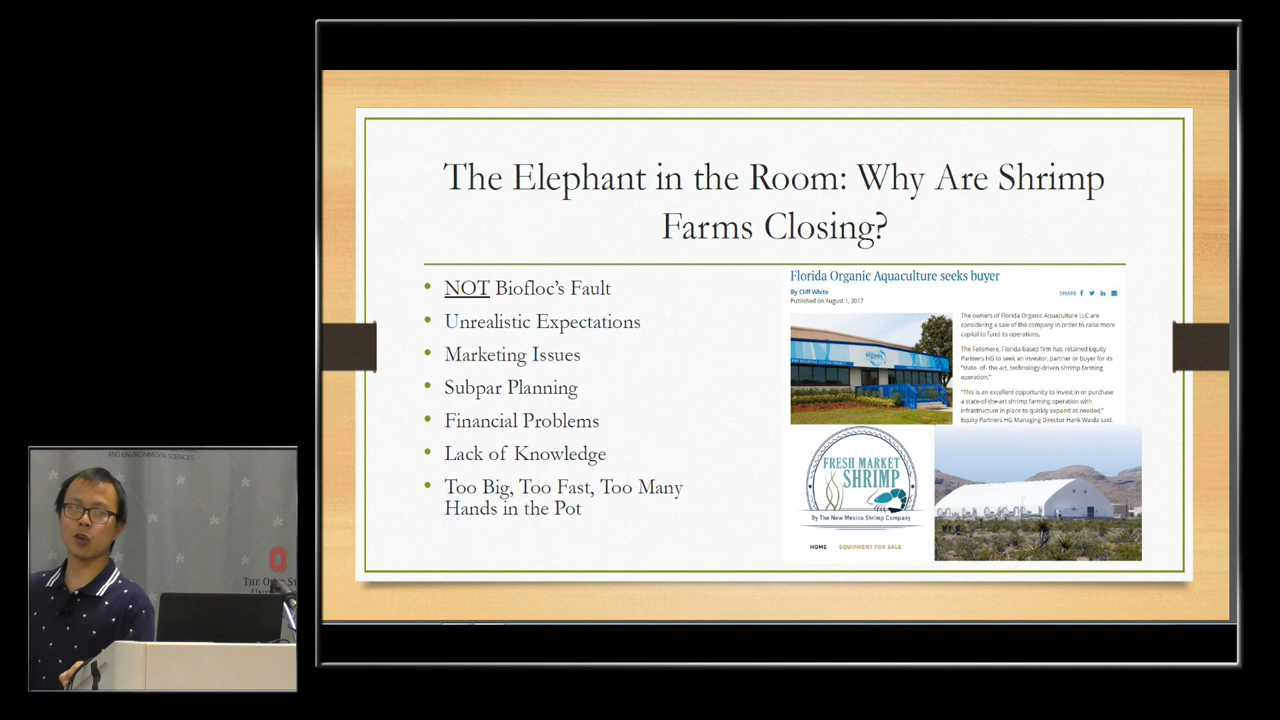 The Elephant in the Room: Why Are Shrimp
Farms Closing?
NOT Biofloc's Fault
Unrealistic Expectations
Marketing Issues
Subpar Planning
Financial Problems
Lack of Knowledge
Too Big, Too Fast, Too Many
Hands in the Pot
Florida Organic Aquaculture seeks buyer
By Cliff White
Published on August 1, 2017
SHARE
The owners of Florida Organic Aquaculture LLC are
considering a sale of the company in order to raise more
capital to fund its operations.
The Fellsmere, Florida-based firm has retained Equity
Partners HG to seek an investor, partner or buyer for its
"state- of- the-art, technology-driven shrimp farming
operation."
"This is an excellent opportunity to invest in or purchase
a state-of-the-art shrimp farming operation with
infrastructure in place to quickly expand as needed,"
Equity Partners HG Managing Director Hank Waida said.
organic
FRESH MARKET
SHRIMP
By The New Mexico Shrimp Company
HOME EQUIPMENT FOR SALE
AND ENVIRONMENTAL SCIENCES
O
THE OHIO ST